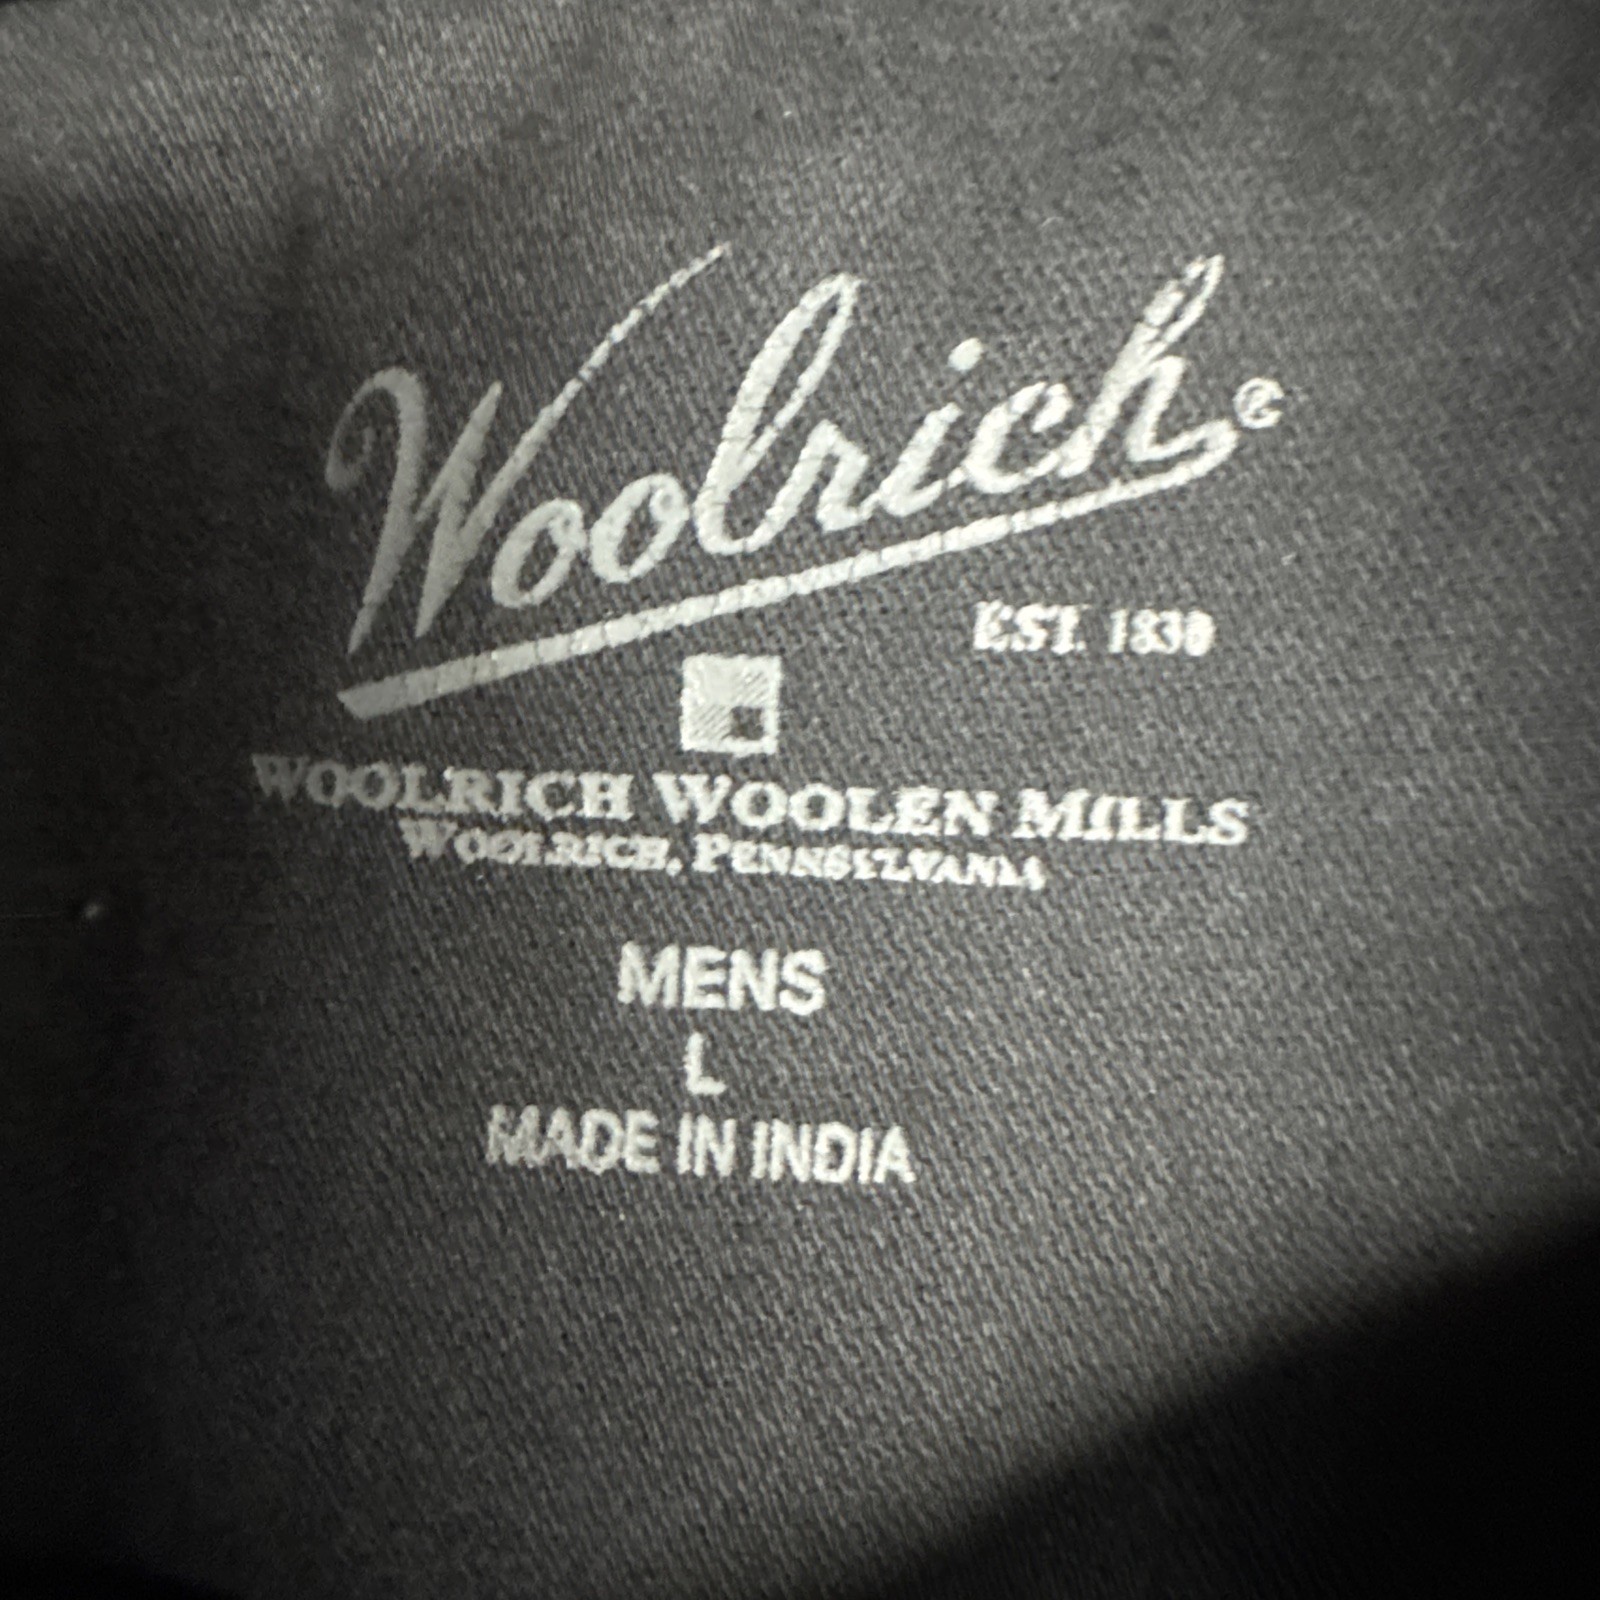 Woolrich®
EST. 1830
WOOLRICH WOOLEN MILLS
WOOLRICH, PENNSYLVANIA
MENS
L
MADE IN INDIA